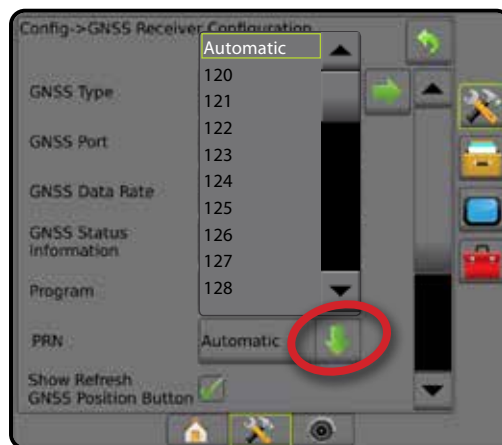 Config->GNSS Receiver Configuration
Automatic
120
121
122
123
124
125
126
127
128
GNSS Type
GNSS Port
GNSS Data Rate
GNSS Status
Information
Program
PRN
Automatic
Show Refresh
GNSS Position Button